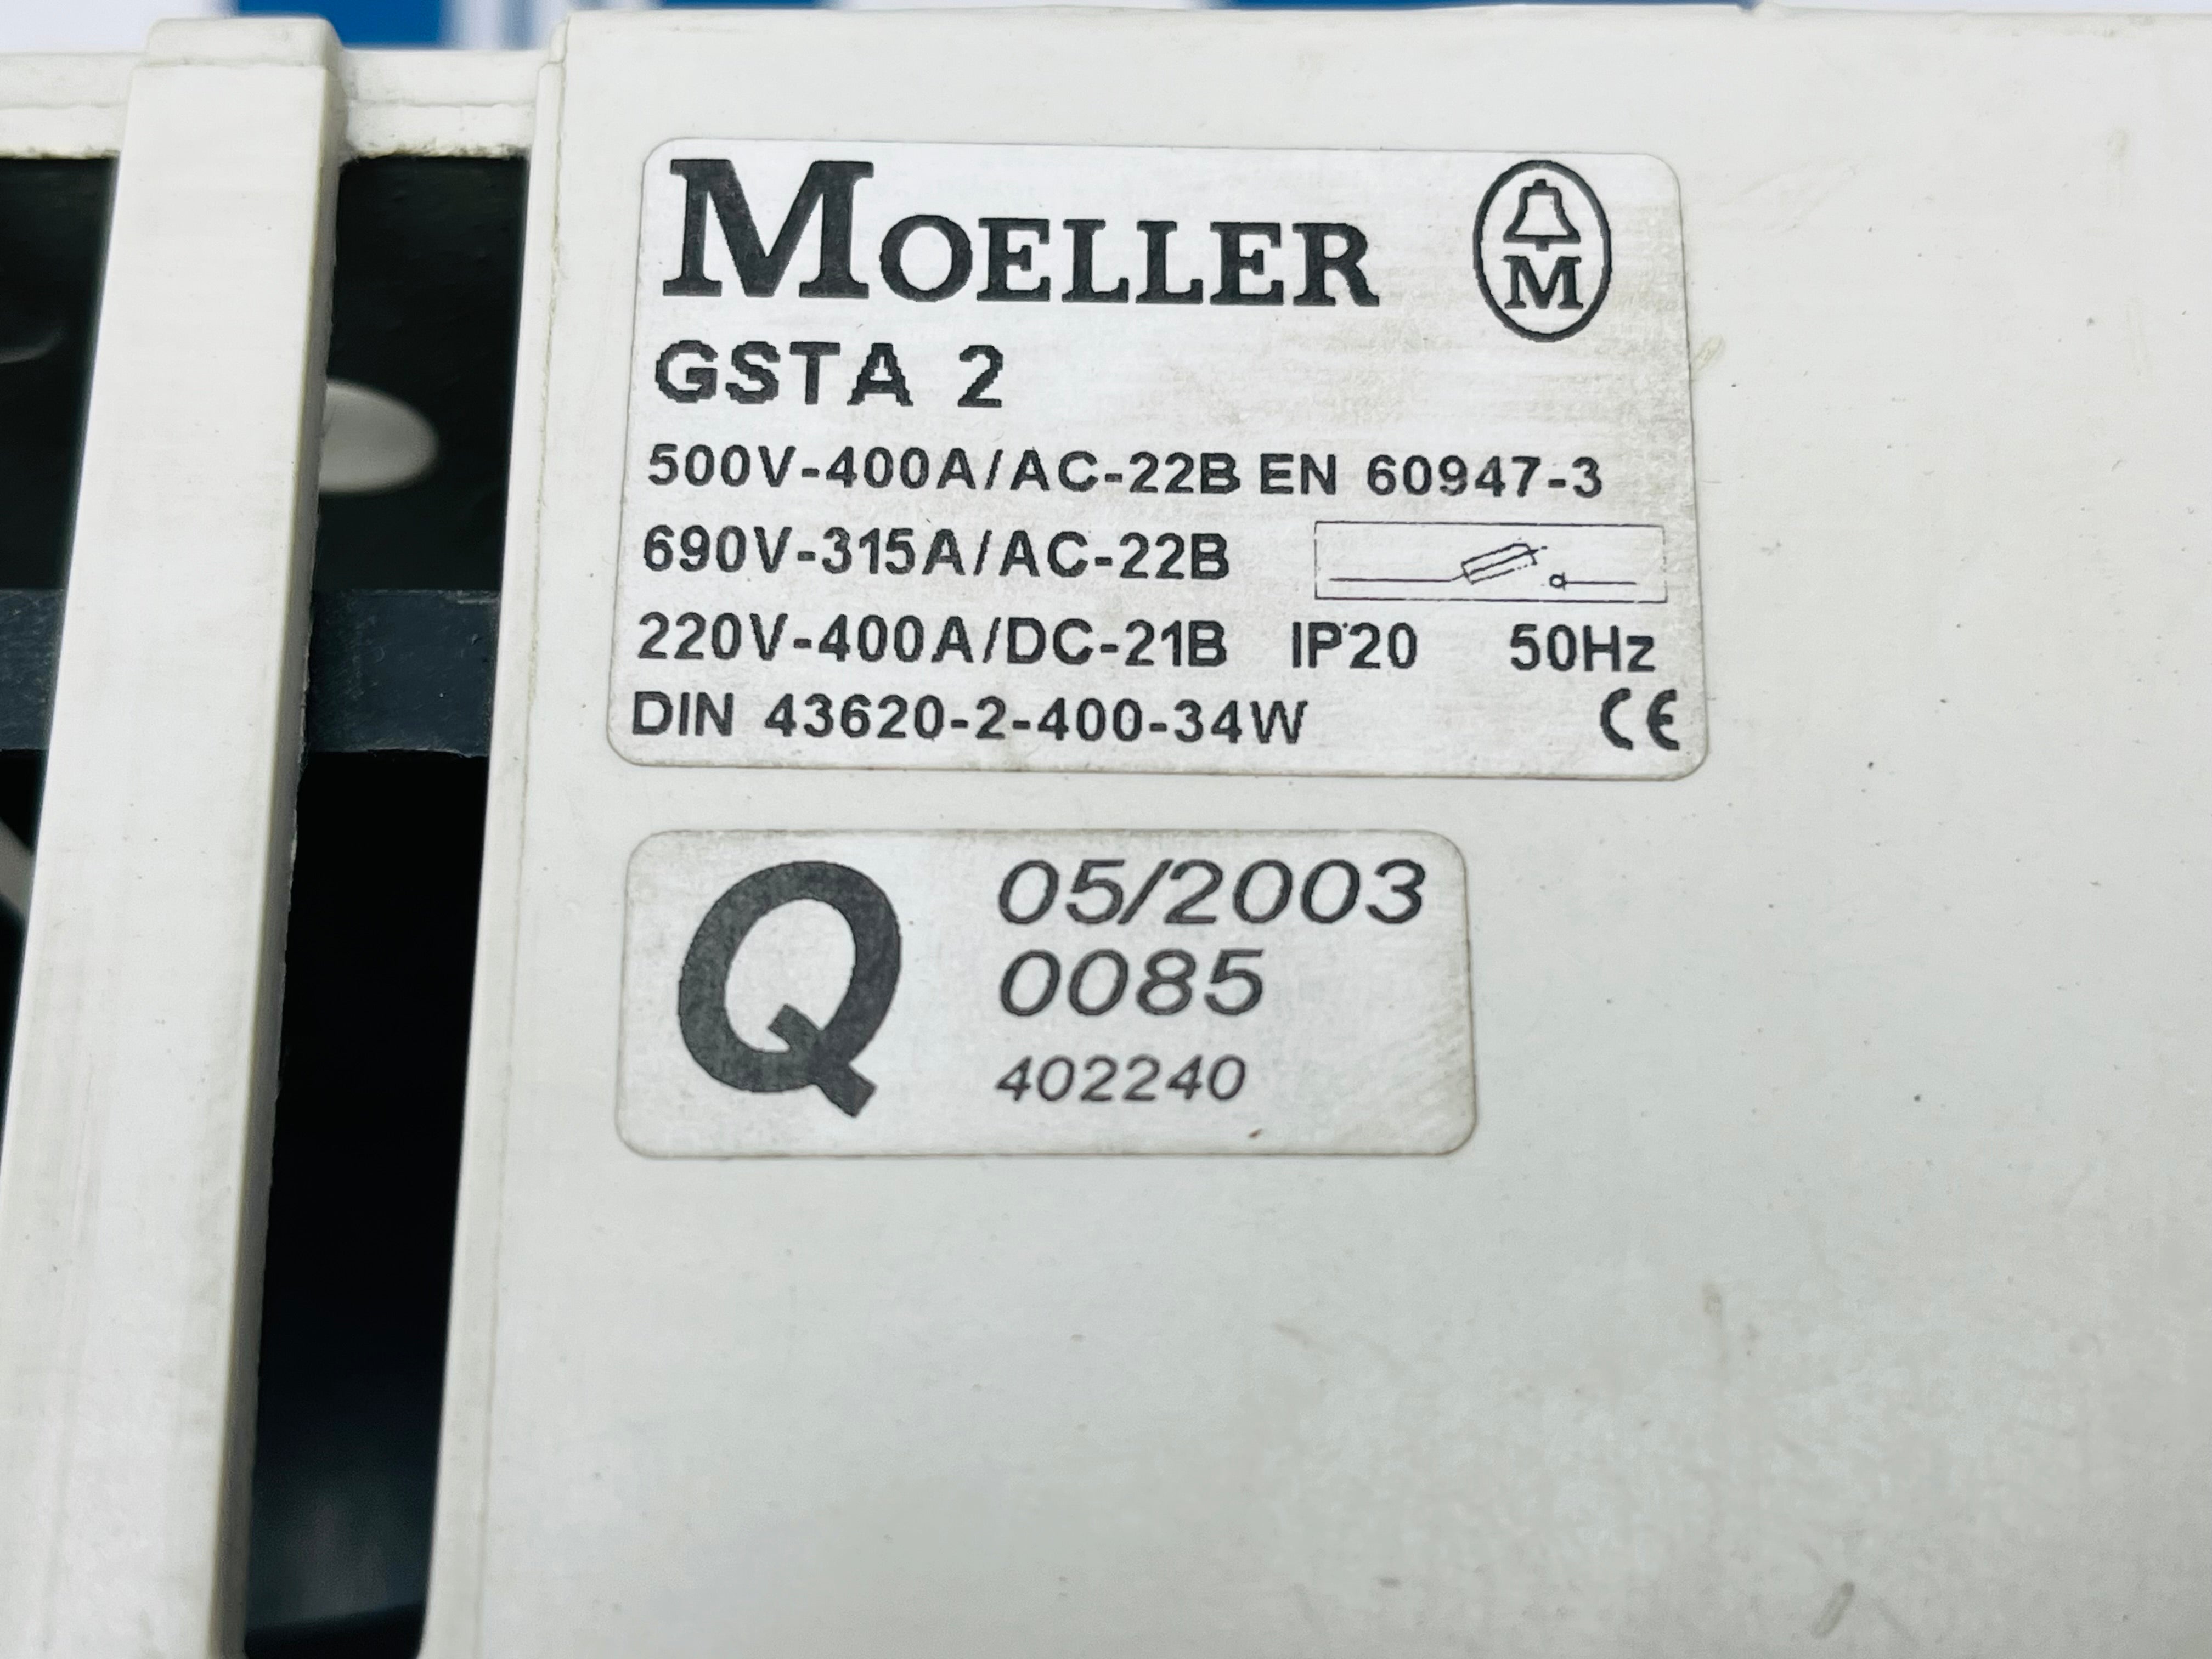 MOELLER
M
GSTA 2
500V-400A/AC-22B EN 60947-3
690V-315A/AC-22B
220V-400A/DC-21B IP20 50Hz
DIN 43620-2-400-34W CE
Q
05/2003
0085
402240